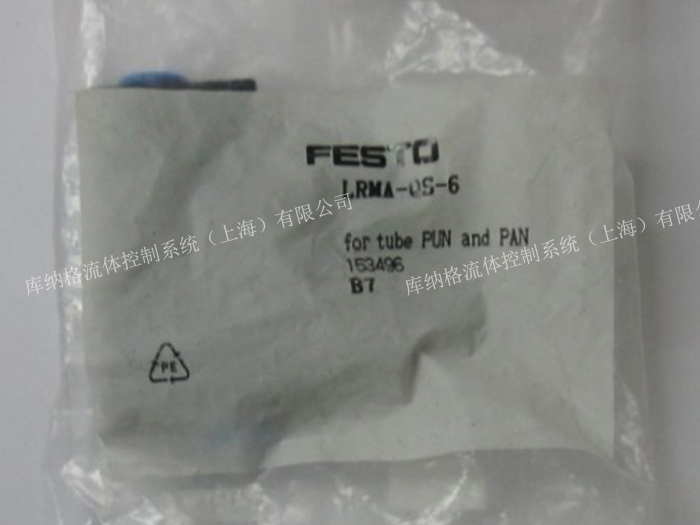 FESTO
LRMA-QS-6
for tube PUN and PAN
153496
B7
PE
库纳格流体控制系统（上海）有限公司
库纳格流体控制系统（上海）有限公司